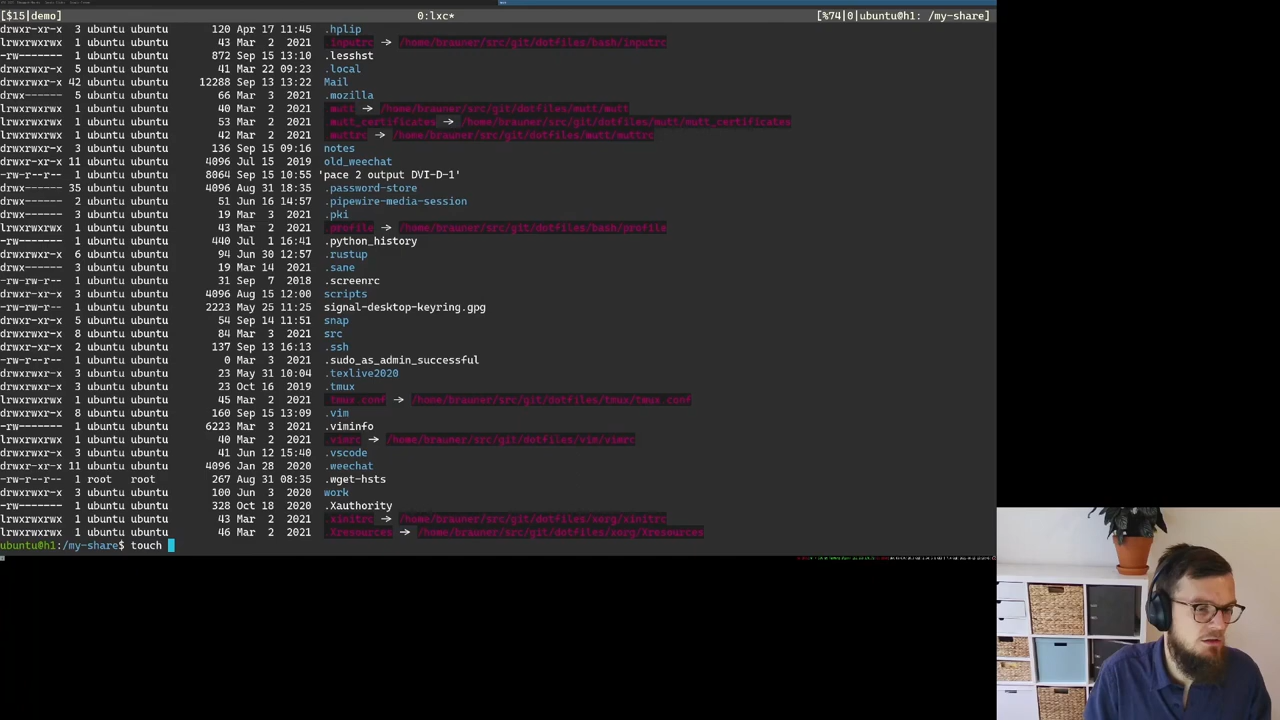 [$15|demo] 0:lxc* [%74|0|ubuntu@h1: /my-share]
drwxr-xr-x 3 ubuntu ubuntu 120 Apr 17 11:45 .hplip
lrwxrwxrwx 1 ubuntu ubuntu 43 Mar 2 2021 .inputrc → /home/brauner/src/git/dotfiles/bash/inputrc
-rw------- 1 ubuntu ubuntu 872 Sep 15 13:10 .lesshst
drwxrwxr-x 5 ubuntu ubuntu 41 Mar 22 09:23 .local
drwxrwxr-x 42 ubuntu ubuntu 12288 Sep 13 13:22 Mail
drwx------ 5 ubuntu ubuntu 66 Mar 3 2021 .mozilla
lrwxrwxrwx 1 ubuntu ubuntu 40 Mar 2 2021 .mutt → /home/brauner/src/git/dotfiles/mutt/mutt
lrwxrwxrwx 1 ubuntu ubuntu 53 Mar 2 2021 .mutt_certificates → /home/brauner/src/git/dotfiles/mutt/mutt_certificates
lrwxrwxrwx 1 ubuntu ubuntu 42 Mar 2 2021 .muttrc → /home/brauner/src/git/dotfiles/mutt/muttrc
drwxrwxr-x 5 ubuntu ubuntu 136 Sep 15 09:16 notes
drwxrwxr-x 11 ubuntu ubuntu 4096 Jul 15 2019 old_weechat
-rw-r--r-- 1 ubuntu ubuntu 8064 Sep 15 10:55 'pace 2 output DVI-D-1'
drwx------ 35 ubuntu ubuntu 4096 Aug 31 18:35 .password-store
drwx------ 2 ubuntu ubuntu 51 Jun 16 14:57 .pipewire-media-session
drwx------ 3 ubuntu ubuntu 19 Mar 3 2021 .pki
lrwxrwxrwx 1 ubuntu ubuntu 43 Mar 2 2021 .profile → /home/brauner/src/git/dotfiles/bash/profile
-rw------- 1 ubuntu ubuntu 440 Jul 1 16:41 .python_history
drwxrwxr-x 6 ubuntu ubuntu 94 Jun 30 12:57 .rustup
drwx------ 3 ubuntu ubuntu 19 Mar 14 2021 .sane
-rw-rw-r-- 1 ubuntu ubuntu 31 Sep 7 2018 .screenrc
drwxrwxr-x 3 ubuntu ubuntu 4096 Aug 15 12:00 scripts
-rw-rw-r-- 1 ubuntu ubuntu 2223 May 25 11:25 signal-desktop-keyring.gpg
drwxr-xr-x 5 ubuntu ubuntu 54 Sep 14 11:51 snap
drwxrwxr-x 8 ubuntu ubuntu 84 Mar 3 2021 src
drwxrwxr-x 2 ubuntu ubuntu 137 Sep 13 16:13 .ssh
-rw-r--r-- 1 ubuntu ubuntu 0 Mar 3 2021 .sudo_as_admin_successful
drwxrwxr-x 3 ubuntu ubuntu 23 May 31 10:04 .texlive2020
drwxrwxr-x 3 ubuntu ubuntu 23 Oct 16 2019 .tmux
lrwxrwxrwx 1 ubuntu ubuntu 45 Mar 2 2021 .tmux.conf → /home/brauner/src/git/dotfiles/tmux/tmux.conf
drwxrwxr-x 8 ubuntu ubuntu 160 Sep 15 13:09 .vim
-rw------- 1 ubuntu ubuntu 6223 Mar 3 2021 .viminfo
lrwxrwxrwx 1 ubuntu ubuntu 40 Mar 2 2021 .vimrc → /home/brauner/src/git/dotfiles/vim/vimrc
drwxrwxr-x 3 ubuntu ubuntu 41 Jun 12 15:40 .vscode
drwxr-xr-x 11 ubuntu ubuntu 4096 Jan 28 2020 .weechat
-rw-r--r-- 1 root root 267 Aug 31 08:35 .wget-hsts
drwxrwxr-x 3 ubuntu ubuntu 100 Jun 3 2020 work
-rw------- 1 ubuntu ubuntu 328 Oct 18 2020 .Xauthority
lrwxrwxrwx 1 ubuntu ubuntu 43 Mar 2 2021 .xinitrc → /home/brauner/src/git/dotfiles/xorg/xinitrc
lrwxrwxrwx 1 ubuntu ubuntu 46 Mar 2 2021 .Xresources → /home/brauner/src/git/dotfiles/xorg/Xresources
ubuntu@h1:/my-share$ touch